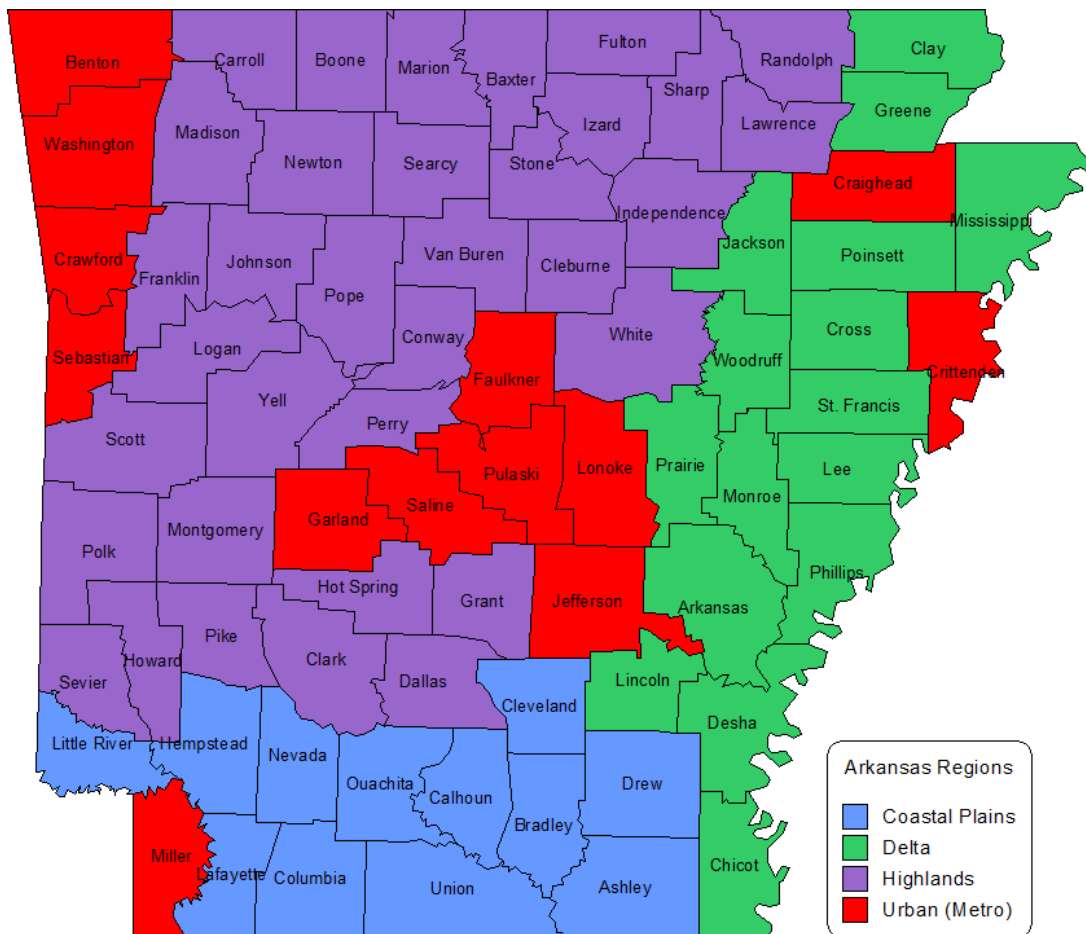 Benton
Carroll
Boone
Marion
Baxter
Fulton
Sharp
Randolph
Clay
Greene
Washington
Madison
Newton
Searcy
Stone
Izard
Lawrence
Craighead
Mississippi
Crawford
Franklin
Johnson
Pope
Van Buren
Cleburne
Independence
Jackson
Poinsett
Sebastian
Logan
Conway
Faulkner
White
Woodruff
Cross
Crittenden
Scott
Yell
Perry
Pulaski
Lonoke
Prairie
Monroe
St. Francis
Lee
Polk
Montgomery
Garland
Saline
Phillips
Hot Spring
Grant
Jefferson
Arkansas
Sevier
Howard
Pike
Clark
Dallas
Cleveland
Lincoln
Desha
Little River
Hempstead
Nevada
Ouachita
Calhoun
Bradley
Drew
Miller
Lafayette
Columbia
Union
Ashley
Chicot
Arkansas Regions
Coastal Plains
Delta
Highlands
Urban (Metro)